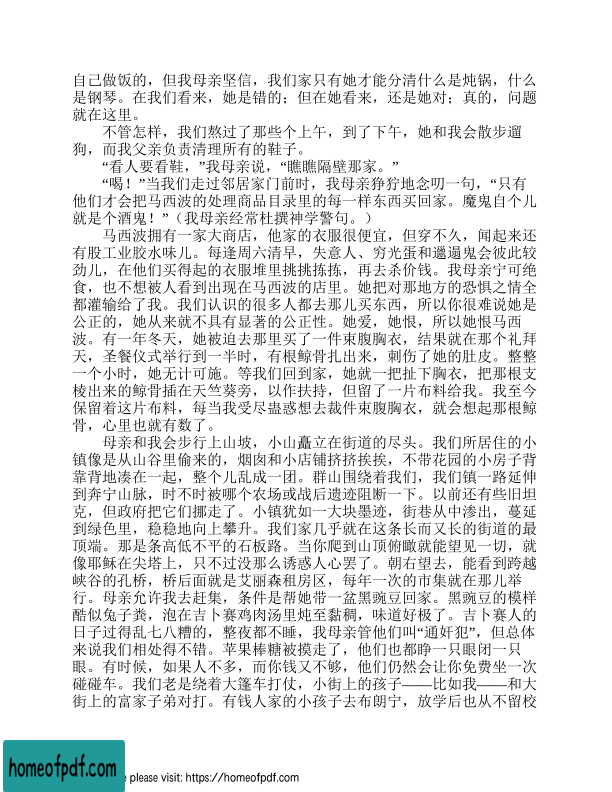 自己做饭的，但我母亲坚信，我们家只有她才能分清什么是炖锅，什么
是钢琴。在我们看来，她是错的；但在她看来，还是她对；真的，问题
就在这里。
不管怎样，我们熬过了那些个上午，到了下午，她和我会散步遛
狗，而我父亲负责清理所有的鞋子。
“看人要看鞋，”我母亲说，“瞧瞧隔壁那家。”
“喝！”当我们走过邻居家门前时，我母亲狰狞地念叨一句，“只有
他们才会把马西波的处理商品目录里的每一样东西买回家。魔鬼自个儿
就是个酒鬼！”（我母亲经常杜撰神学警句。）
马西波拥有一家大商店，他家的衣服很便宜，但穿不久，闻起来还
有股工业胶水味儿。每逢周六清早，失意人、穷光蛋和邋遢鬼会彼此较
劲儿，在他们买得起的衣服堆里挑挑拣拣，再去杀价钱。我母亲宁可绝
食，也不想被人看到出现在马西波的店里。她把对那地方的恐惧之情全
都灌输给了我。我们认识的很多人都去那儿买东西，所以你很难说她是
公正的，她从来就不具有显著的公正性。她爱，她恨，所以她恨马西
波。有一年冬天，她被迫去那里买了一件束腹胸衣，结果就在那个礼拜
天，圣餐仪式举行到一半时，有根鲸骨扎出来，刺伤了她的肚皮。整整
一个小时，她无计可施。等我们回到家，她就一把扯下胸衣，把那根支
棱出来的鲸骨插在天竺葵旁，以作扶持，但留了一片布料给我。我至今
保留着这片布料，每当我受尽蛊惑想去裁件束腹胸衣，就会想起那根鲸
骨，心里也就有数了。
母亲和我会步行上山坡，小山矗立在街道的尽头。我们所居住的小
镇像是从山谷里偷来的，烟囱和小店铺挤挤挨挨，不带花园的小房子背
靠背地凑在一起，整个儿乱成一团。群山围绕着我们，我们镇一路延伸
到奔宁山脉，时不时被哪个农场或战后遗迹阻断一下。以前还有些旧坦
克，但政府把它们挪走了。小镇犹如一大块墨迹，街巷从中渗出，蔓延
到绿色里，稳稳地向上攀升。我们家几乎就在这条长而又长的街道的最
顶端。那是条高低不平的石板路。当你爬到山顶俯瞰就能望见一切，就
像耶稣在尖塔上，只不过没那么诱惑人心罢了。朝右望去，能看到跨越
峡谷的孔桥，桥后面就是艾丽森租房区，每年一次的市集就在那儿举
行。母亲允许我去赶集，条件是帮她带一盆黑豌豆回家。黑豌豆的模样
酷似兔子粪，泡在吉卜赛鸡肉汤里炖至黏稠，味道好极了。吉卜赛人的
日子过得乱七八糟的，整夜都不睡，我母亲管他们叫“通奸犯”，但总体
来说我们相处得不错。苹果棒糖被摸走了，他们也都睁一只眼闭一只
眼。有时候，如果人不多，而你钱又不够，他们仍然会让你免费坐一次
碰碰车。我们老是绕着大篷车打仗，小街上的孩子——比如我——和大
街上的富家子弟对打。有钱人家的小孩子去布朗宁，放学后也从不留校
homeofpdf.com
e please visit: https://homeofpdf.com